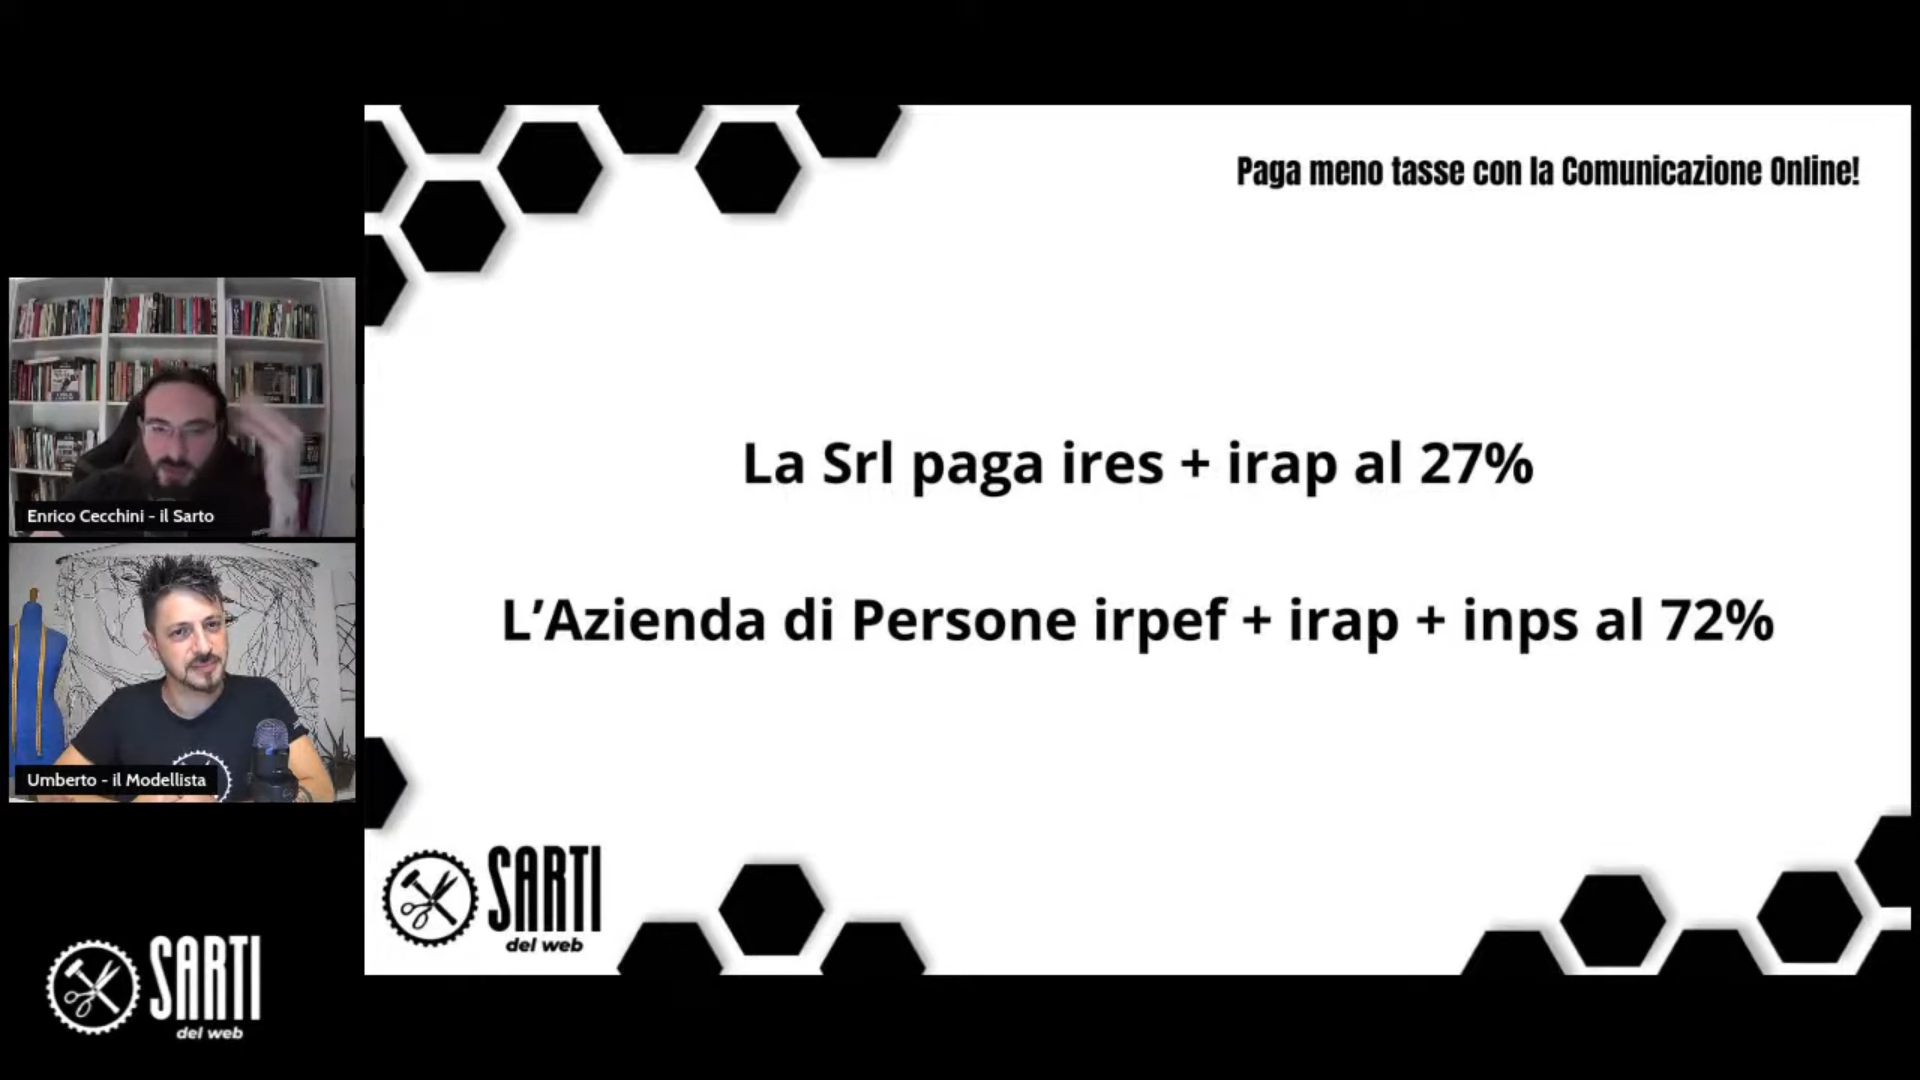 Paga meno tasse con la Comunicazione Online!
La Srl paga ires + irap al 27%
L’Azienda di Persone irpef + irap + inps al 72%
Enrico Cecchini - il Sarto
Umberto - il Modellista
SARTI
del web
SARTI
del web